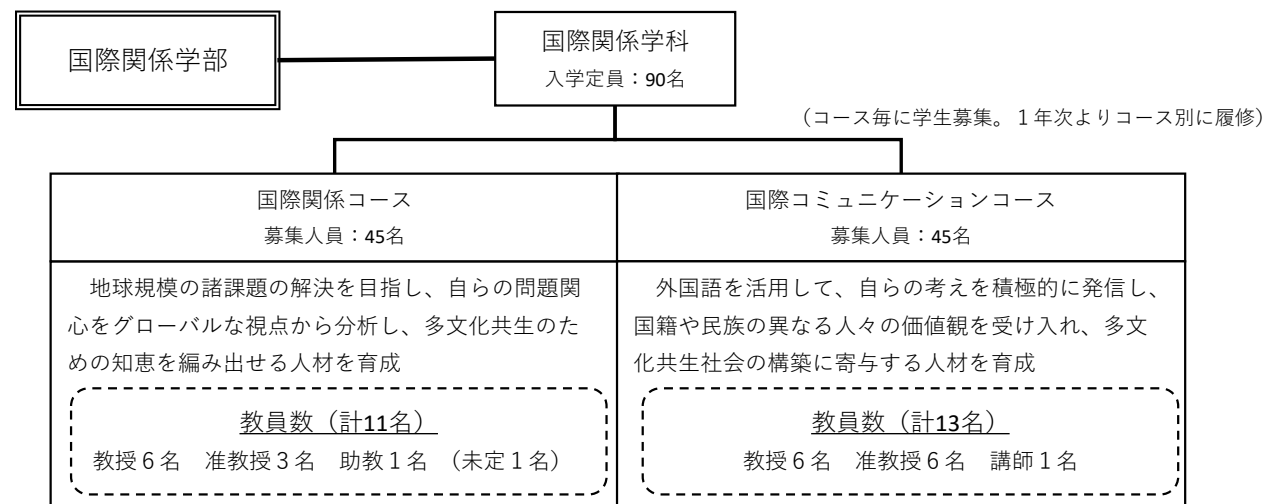 国際関係学部
国際関係学科
入学定員：90名
（コース毎に学生募集。１年次よりコース別に履修）
国際関係コース
募集人員：45名
地球規模の諸課題の解決を目指し、自らの問題関
心をグローバルな視点から分析し、多文化共生のた
めの知恵を編み出せる人材を育成
教員数（計11名）
教授６名　准教授３名　助教１名　（未定１名）
国際コミュニケーションコース
募集人員：45名
外国語を活用して、自らの考えを積極的に発信し、
国籍や民族の異なる人々の価値観を受け入れ、多文
化共生社会の構築に寄与する人材を育成
教員数（計13名）
教授６名　准教授６名　講師１名